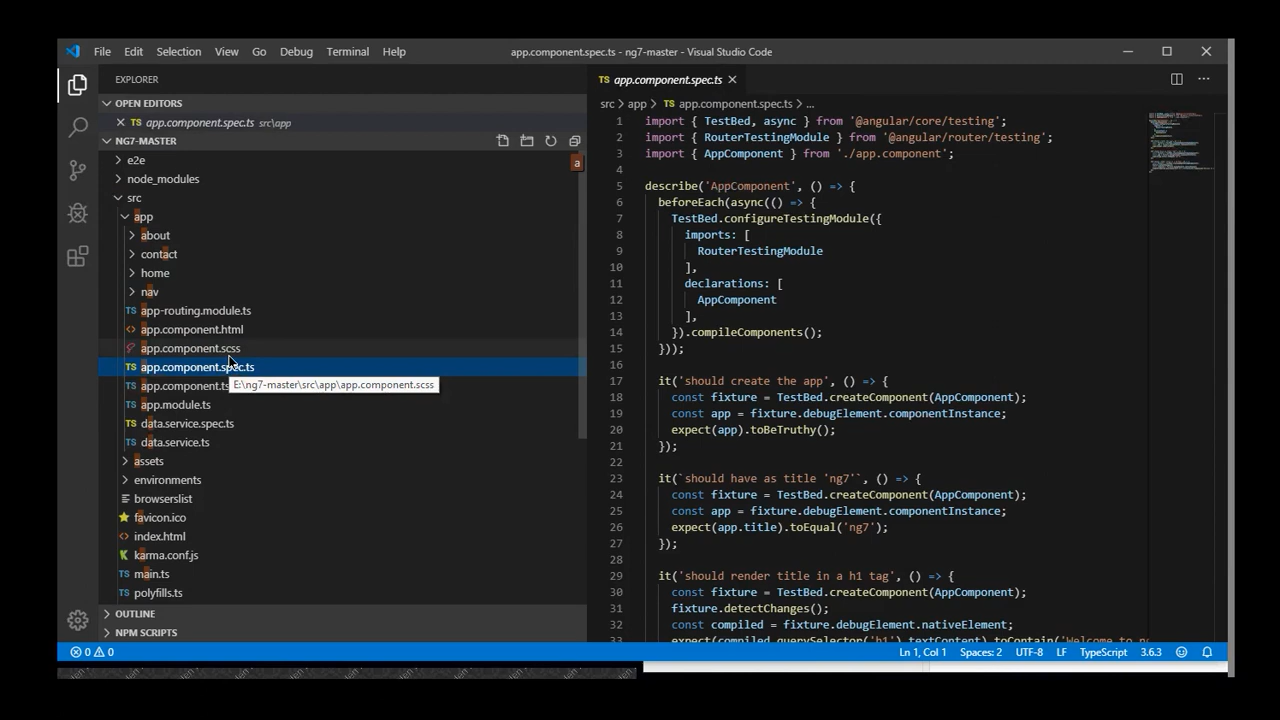 File Edit Selection View Go Debug Terminal Help
app.component.spec.ts - ng7-master - Visual Studio Code
EXPLORER
OPEN EDITORS
TS app.component.spec.ts src\app
NG7-MASTER
e2e
a
node_modules
src
app
about
contact
home
nav
TS app-routing.module.ts
app.component.html
app.component.scss
TS app.component.spec.ts
TS app.component.ts
E:\ng7-master\src\app\app.component.scss
TS app.module.ts
TS data.service.spec.ts
TS data.service.ts
assets
environments
browserslist
favicon.ico
index.html
karma.conf.js
TS main.ts
TS polyfills.ts
OUTLINE
NPM SCRIPTS
TS app.component.spec.ts
src > app > TS app.component.spec.ts > ...
1 import { TestBed, async } from '@angular/core/testing';
2 import { RouterTestingModule } from '@angular/router/testing';
3 import { AppComponent } from './app.component';
4
5 describe('AppComponent', () => {
6 beforeEach(async(() => {
7 TestBed.configureTestingModule({
8 imports: [
9 RouterTestingModule
10 ],
11 declarations: [
12 AppComponent
13 ],
14 }).compileComponents();
15 }));
16
17 it('should create the app', () => {
18 const fixture = TestBed.createComponent(AppComponent);
19 const app = fixture.debugElement.componentInstance;
20 expect(app).toBeTruthy();
21 });
22
23 it(`should have as title 'ng7'`, () => {
24 const fixture = TestBed.createComponent(AppComponent);
25 const app = fixture.debugElement.componentInstance;
26 expect(app.title).toEqual('ng7');
27 });
28
29 it('should render title in a h1 tag', () => {
30 const fixture = TestBed.createComponent(AppComponent);
31 fixture.detectChanges();
32 const compiled = fixture.debugElement.nativeElement;
33 expect(compiled.querySelector('h1').textContent).toContain('Welcome to
0 0
Ln 1, Col 1 Spaces: 2 UTF-8 LF TypeScript 3.6.3